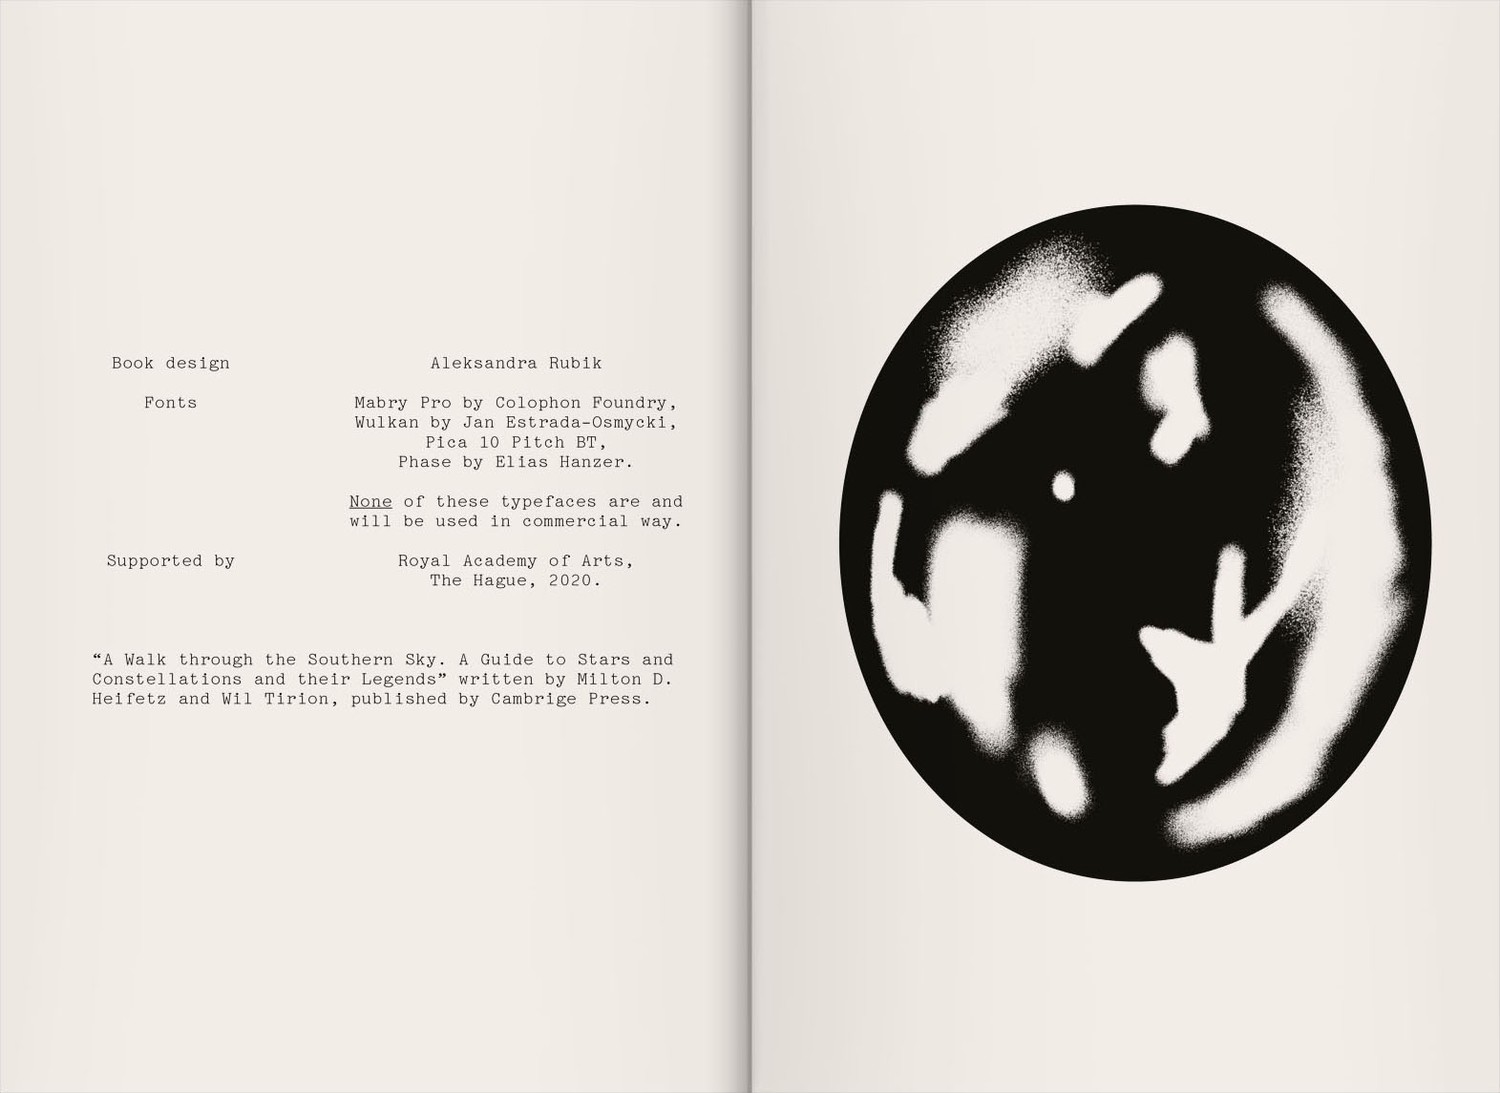 Book design Aleksandra Rubik
Fonts Mabry Pro by Colophon Foundry,
Wulkan by Jan Estrada-Osmycki,
Pica 10 Pitch BT,
Phase by Elias Hanzer.
None of these typefaces are and
will be used in commercial way.
Supported by Royal Academy of Arts,
The Hague, 2020.
“A Walk through the Southern Sky. A Guide to Stars and
Constellations and their Legends” written by Milton D.
Heifetz and Wil Tirion, published by Cambrige Press.